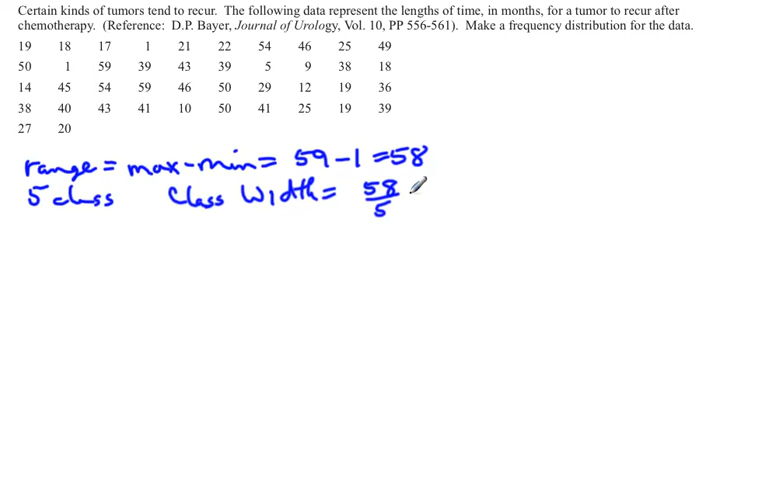 Certain kinds of tumors tend to recur. The following data represent the lengths of time, in months, for a tumor to recur after
chemotherapy. (Reference: D.P. Bayer, Journal of Urology, Vol. 10, PP 556-561). Make a frequency distribution for the data.
19 18 17 1 21 22 54 46 25 49
50 1 59 39 43 39 5 9 38 18
14 45 54 59 46 50 29 12 19 36
38 40 43 41 10 50 41 25 19 39
27 20
range = max-min = 59-1 = 58
5 class Class Width = 58/5